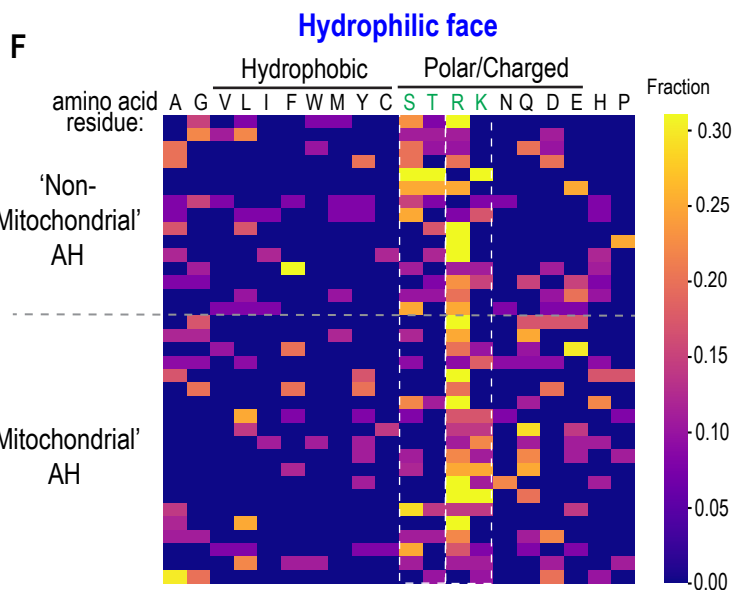 F
Hydrophilic face
Hydrophobic
Polar/Charged
amino acid residue:
A G V L I F W M Y C S T R K N Q D E H P
Fraction
'Non-
Mitochondrial'
AH
Mitochondrial'
AH
0.30
0.25
0.20
0.15
0.10
0.05
0.00